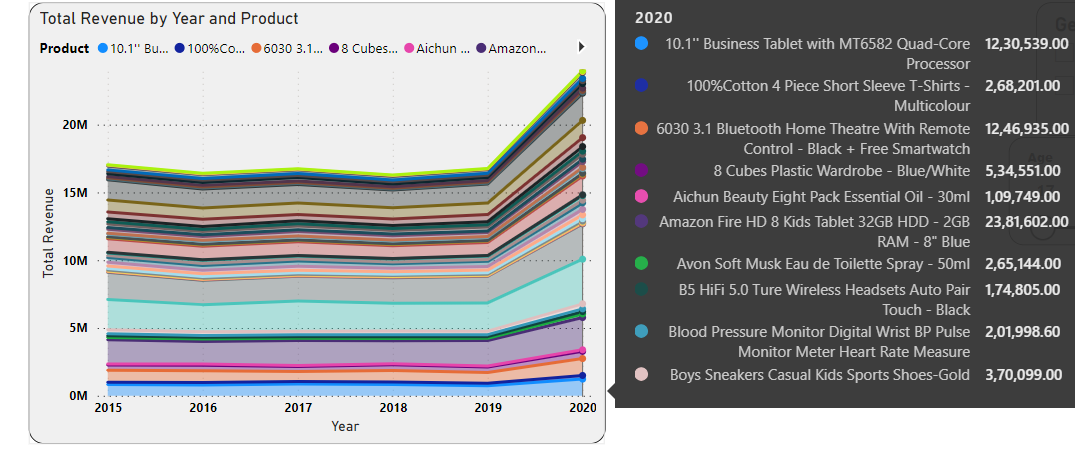 Total Revenue by Year and Product
Product 10.1'' Bu... 100%Co... 6030 3.1... 8 Cubes... Aichun ... Amazon...
20M
15M
10M
5M
0M
Total Revenue
2015 2016 2017 2018 2019 2020
Year
2020
10.1'' Business Tablet with MT6582 Quad-Core 12,30,539.00
Processor
100%Cotton 4 Piece Short Sleeve T-Shirts - 2,68,201.00
Multicolour
6030 3.1 Bluetooth Home Theatre With Remote 12,46,935.00
Control - Black + Free Smartwatch
8 Cubes Plastic Wardrobe - Blue/White 5,34,551.00
Aichun Beauty Eight Pack Essential Oil - 30ml 1,09,749.00
Amazon Fire HD 8 Kids Tablet 32GB HDD - 2GB 23,81,602.00
RAM - 8" Blue
Avon Soft Musk Eau de Toilette Spray - 50ml 2,65,144.00
B5 HiFi 5.0 Ture Wireless Headsets Auto Pair 1,74,805.00
Touch - Black
Blood Pressure Monitor Digital Wrist BP Pulse 2,01,998.60
Monitor Meter Heart Rate Measure
Boys Sneakers Casual Kids Sports Shoes-Gold 3,70,099.00